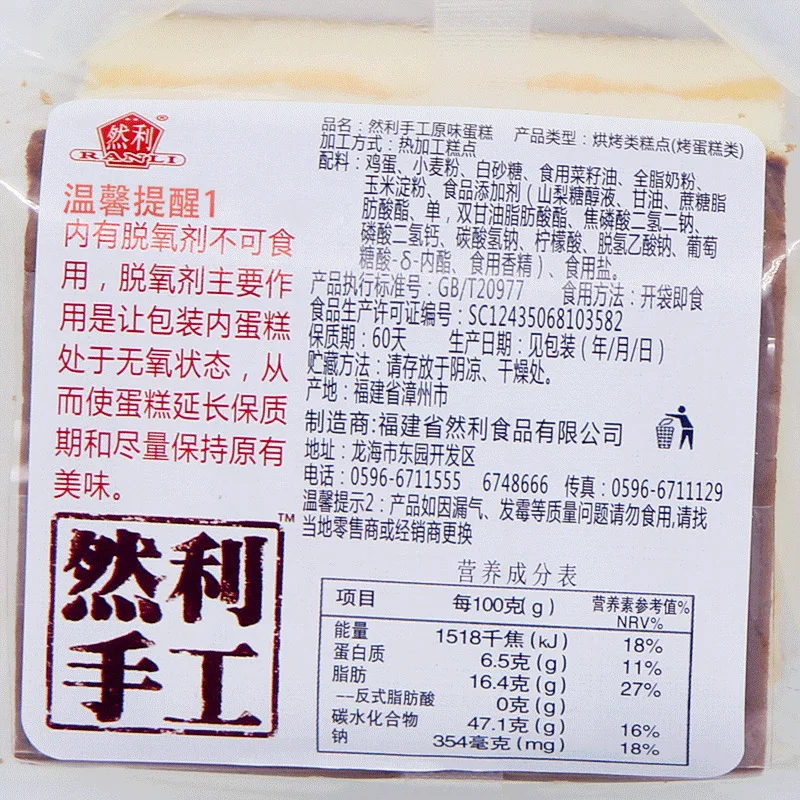 然利
®
RANLI
温馨提醒1
内有脱氧剂不可食
用，脱氧剂主要作
用是让包装内蛋糕
处于无氧状态，从
而使蛋糕延长保质
期和尽量保持原有
美味。
然利
手工
TM
品名：然利手工原味蛋糕 产品类型：烘烤类糕点(烤蛋糕类)
加工方式：热加工糕点
配料：鸡蛋、小麦粉、白砂糖、食用菜籽油、全脂奶粉、
玉米淀粉、食品添加剂（山梨糖醇液、甘油、蔗糖脂
肪酸酯、单，双甘油脂肪酸酯、焦磷酸二氢二钠、
磷酸二氢钙、碳酸氢钠、柠檬酸、脱氢乙酸钠、葡萄
糖酸-δ-内酯、食用香精）、食用盐。
产品执行标准号：GB/T20977 食用方法：开袋即食
食品生产许可证编号：SC12435068103582
保质期：60天 生产日期：见包装（年/月/日）
贮藏方法：请存放于阴凉、干燥处。
产地：福建省漳州市
制造商:福建省然利食品有限公司
地址：龙海市东园开发区
电话：0596-6711555 6748666 传真：0596-6711129
温馨提示2：产品如因漏气、发霉等质量问题请勿食用,请找
当地零售商或经销商更换
营养成分表
项目 每100克(g) 营养素参考值%
NRV%
能量 1518千焦(kJ) 18%
蛋白质 6.5克(g) 11%
脂肪 16.4克(g) 27%
--反式脂肪酸 0克(g)
碳水化合物 47.1克(g) 16%
钠 354毫克(mg) 18%